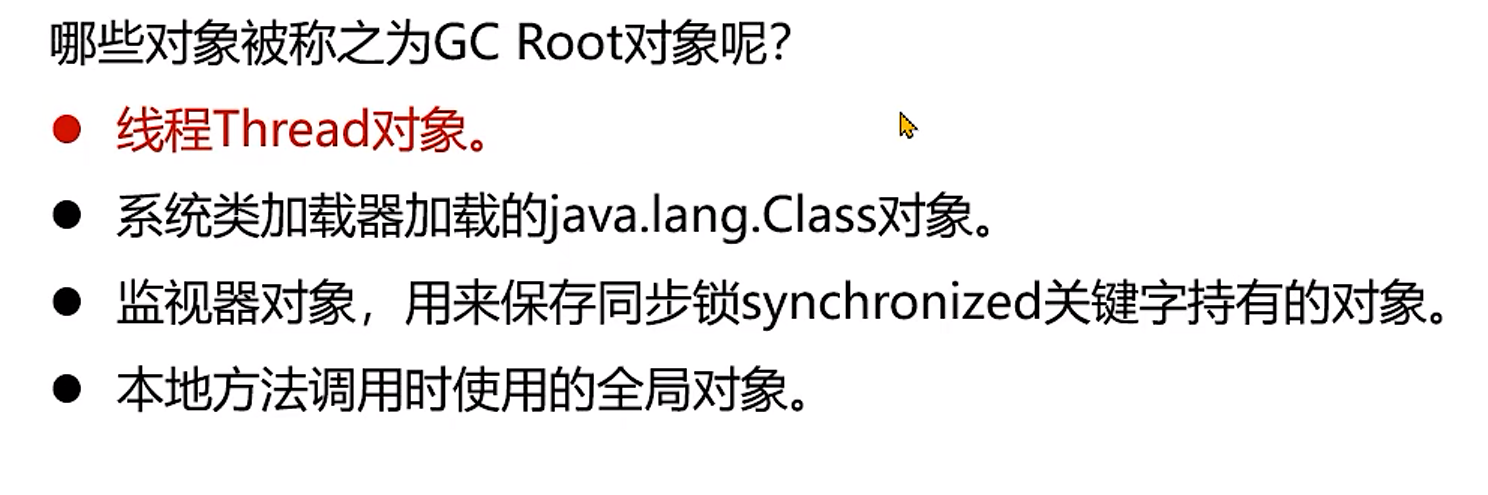 哪些对象被称之为GC Root对象呢？
● 线程Thread对象。
● 系统类加载器加载的java.lang.Class对象。
● 监视器对象，用来保存同步锁synchronized关键字持有的对象。
● 本地方法调用时使用的全局对象。